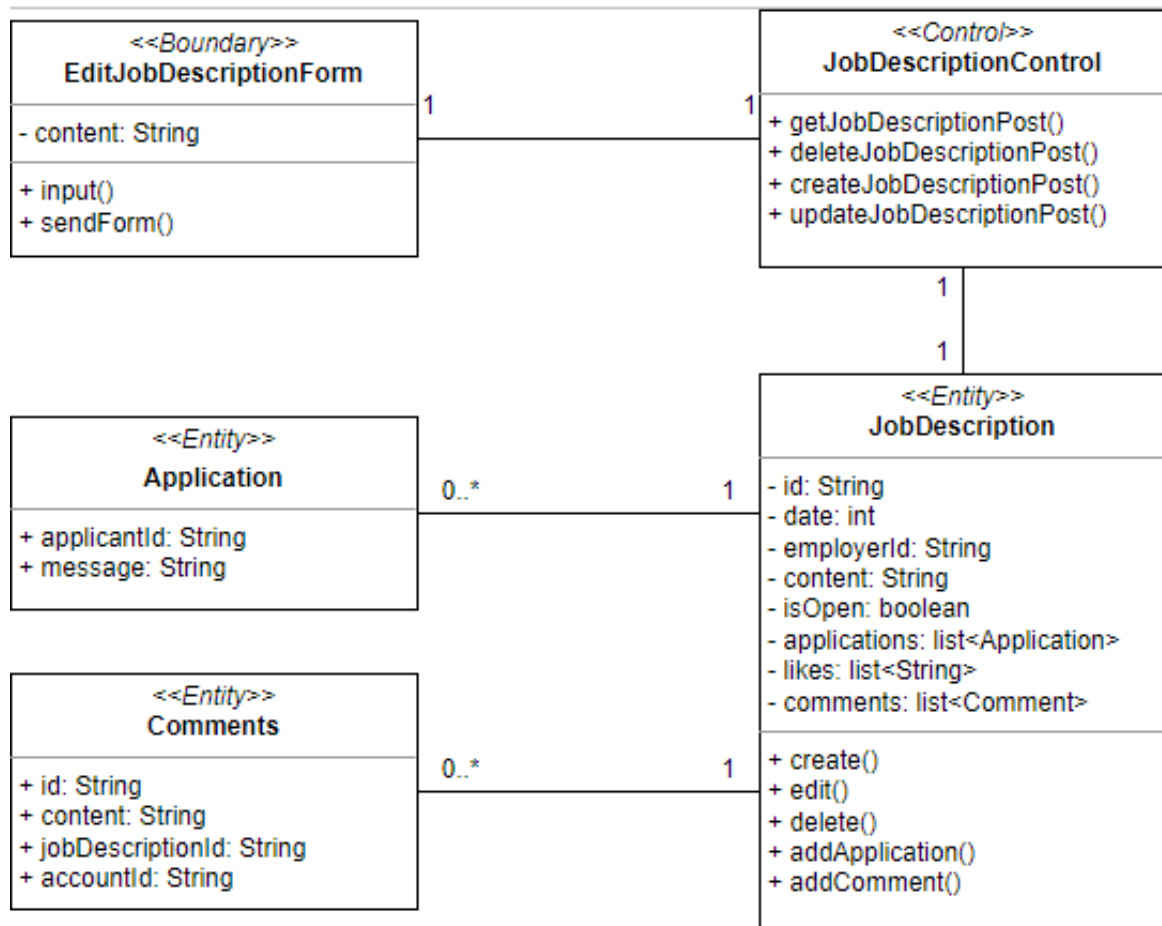 <<Boundary>>
EditJobDescriptionForm
- content: String
+ input()
+ sendForm()
1
1
<<Control>>
JobDescriptionControl
+ getJobDescriptionPost()
+ deleteJobDescriptionPost()
+ createJobDescriptionPost()
+ updateJobDescriptionPost()
1
1
<<Entity>>
Application
+ applicantId: String
+ message: String
0..*
1
<<Entity>>
JobDescription
- id: String
- date: int
- employerId: String
- content: String
- isOpen: boolean
- applications: list<Application>
- likes: list<String>
- comments: list<Comment>
+ create()
+ edit()
+ delete()
+ addApplication()
+ addComment()
<<Entity>>
Comments
+ id: String
+ content: String
+ jobDescriptionId: String
+ accountId: String
0..*
1